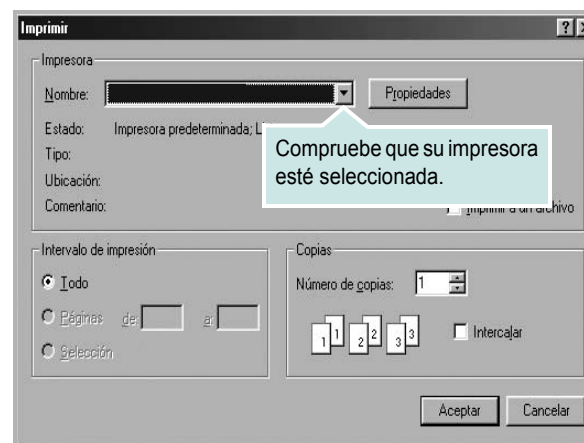 Imprimir
Impresora
Nombre:
Propiedades
Estado: Impresora predeterminada;
Tipo:
Ubicación:
Comentario:
Compruebe que su impresora
esté seleccionada.
Imprimir a un archivo
Intervalo de impresión
Todo
Páginas de: a:
Selección
Copias
Número de copias: 1
1 1 2 2 3 3
Intercalar
Aceptar Cancelar